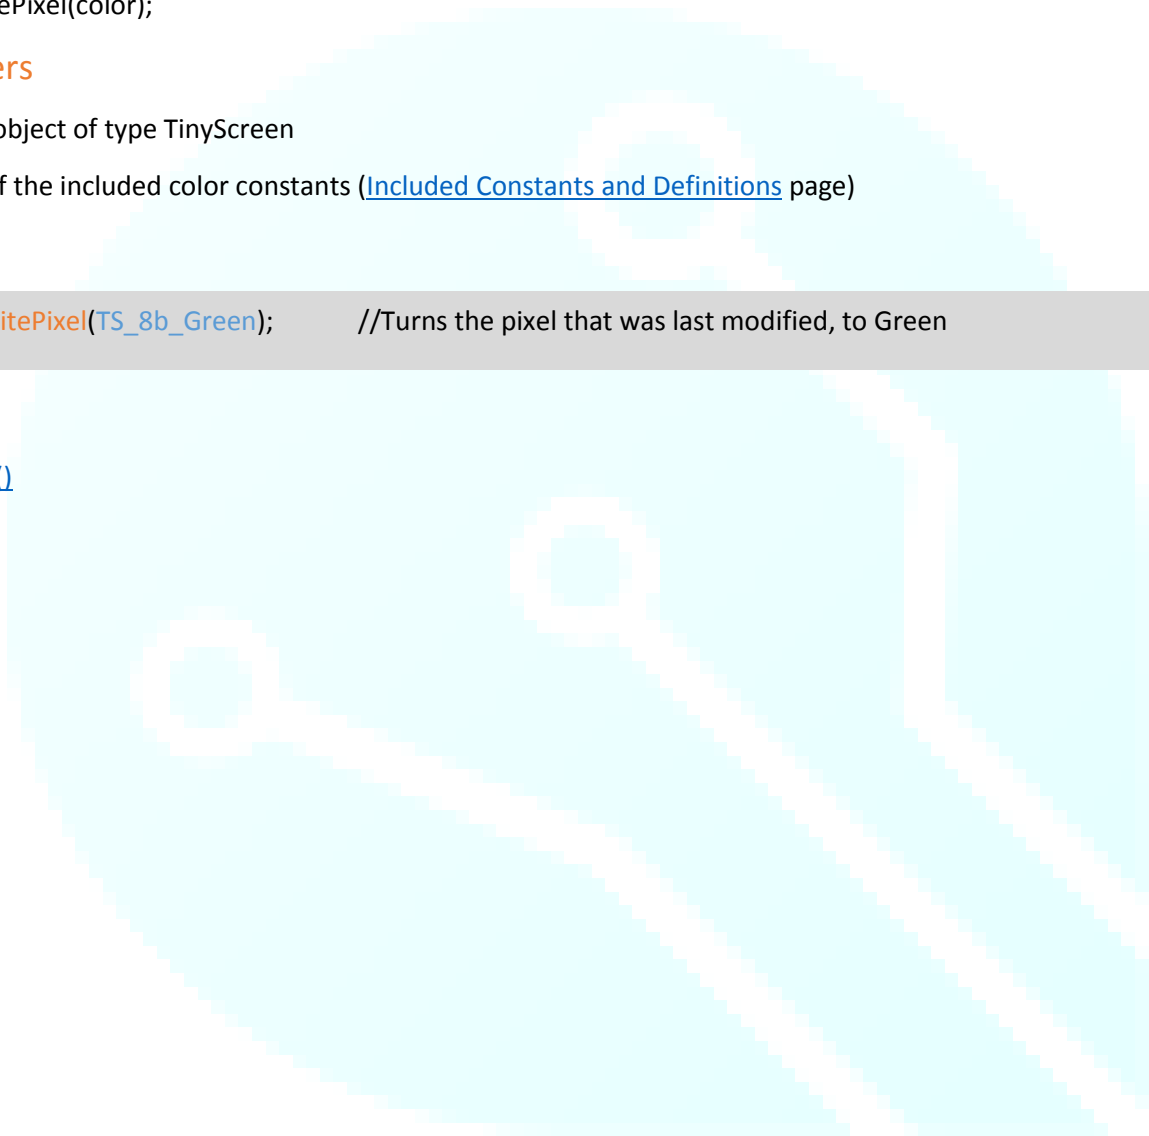 ePixel(color);
ers
object of type TinyScreen
f the included color constants (Included Constants and Definitions page)
itePixel(TS_8b_Green); //Turns the pixel that was last modified, to Green
()